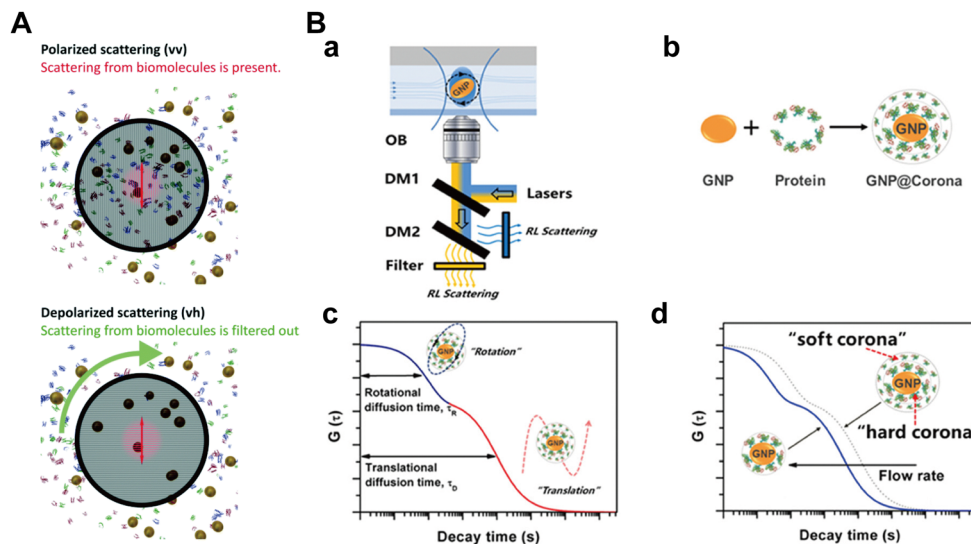 A
Polarized scattering (vv)
Scattering from biomolecules is present.
Depolarized scattering (vh)
Scattering from biomolecules is filtered out
B
a
GNP
OB
DM1
Lasers
DM2
RL Scattering
Filter
RL Scattering
b
GNP
GNP
Protein
GNP@Corona
c
GNP
"Rotation"
Rotational
diffusion time, τR
GNP
Translational
diffusion time, τD
"Translation"
G (τ)
Decay time (s)
d
"soft corona"
GNP
"hard corona"
GNP
Flow rate
G (τ)
Decay time (s)